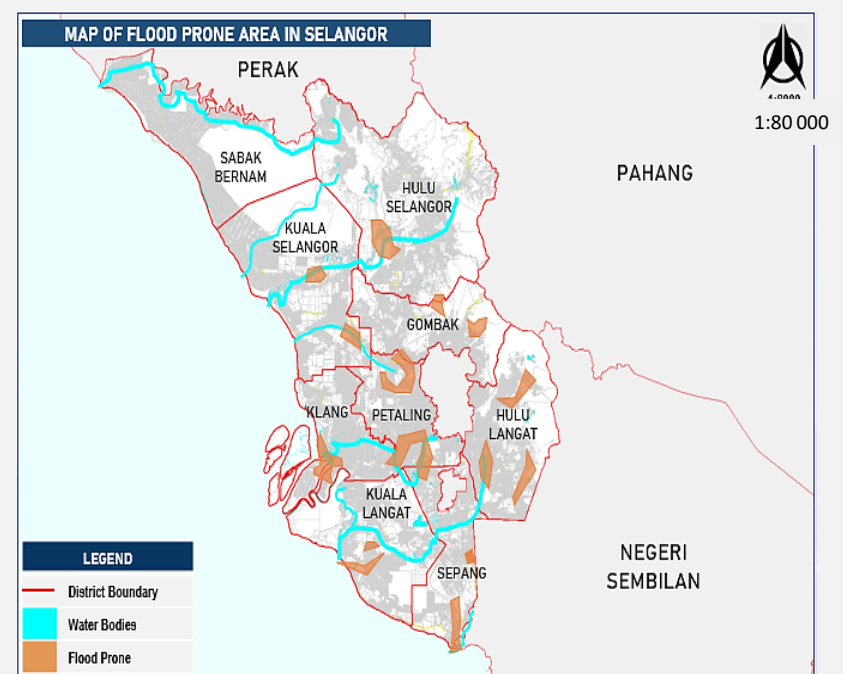 MAP OF FLOOD PRONE AREA IN SELANGOR
PERAK
1:80 000
SABAK
BERNAM
HULU
SELANGOR
PAHANG
KUALA
SELANGOR
GOMBAK
KLANG
PETALING
HULU
LANGAT
KUALA
LANGAT
SEPANG
NEGERI
SEMBILAN
LEGEND
District Boundary
Water Bodies
Flood Prone